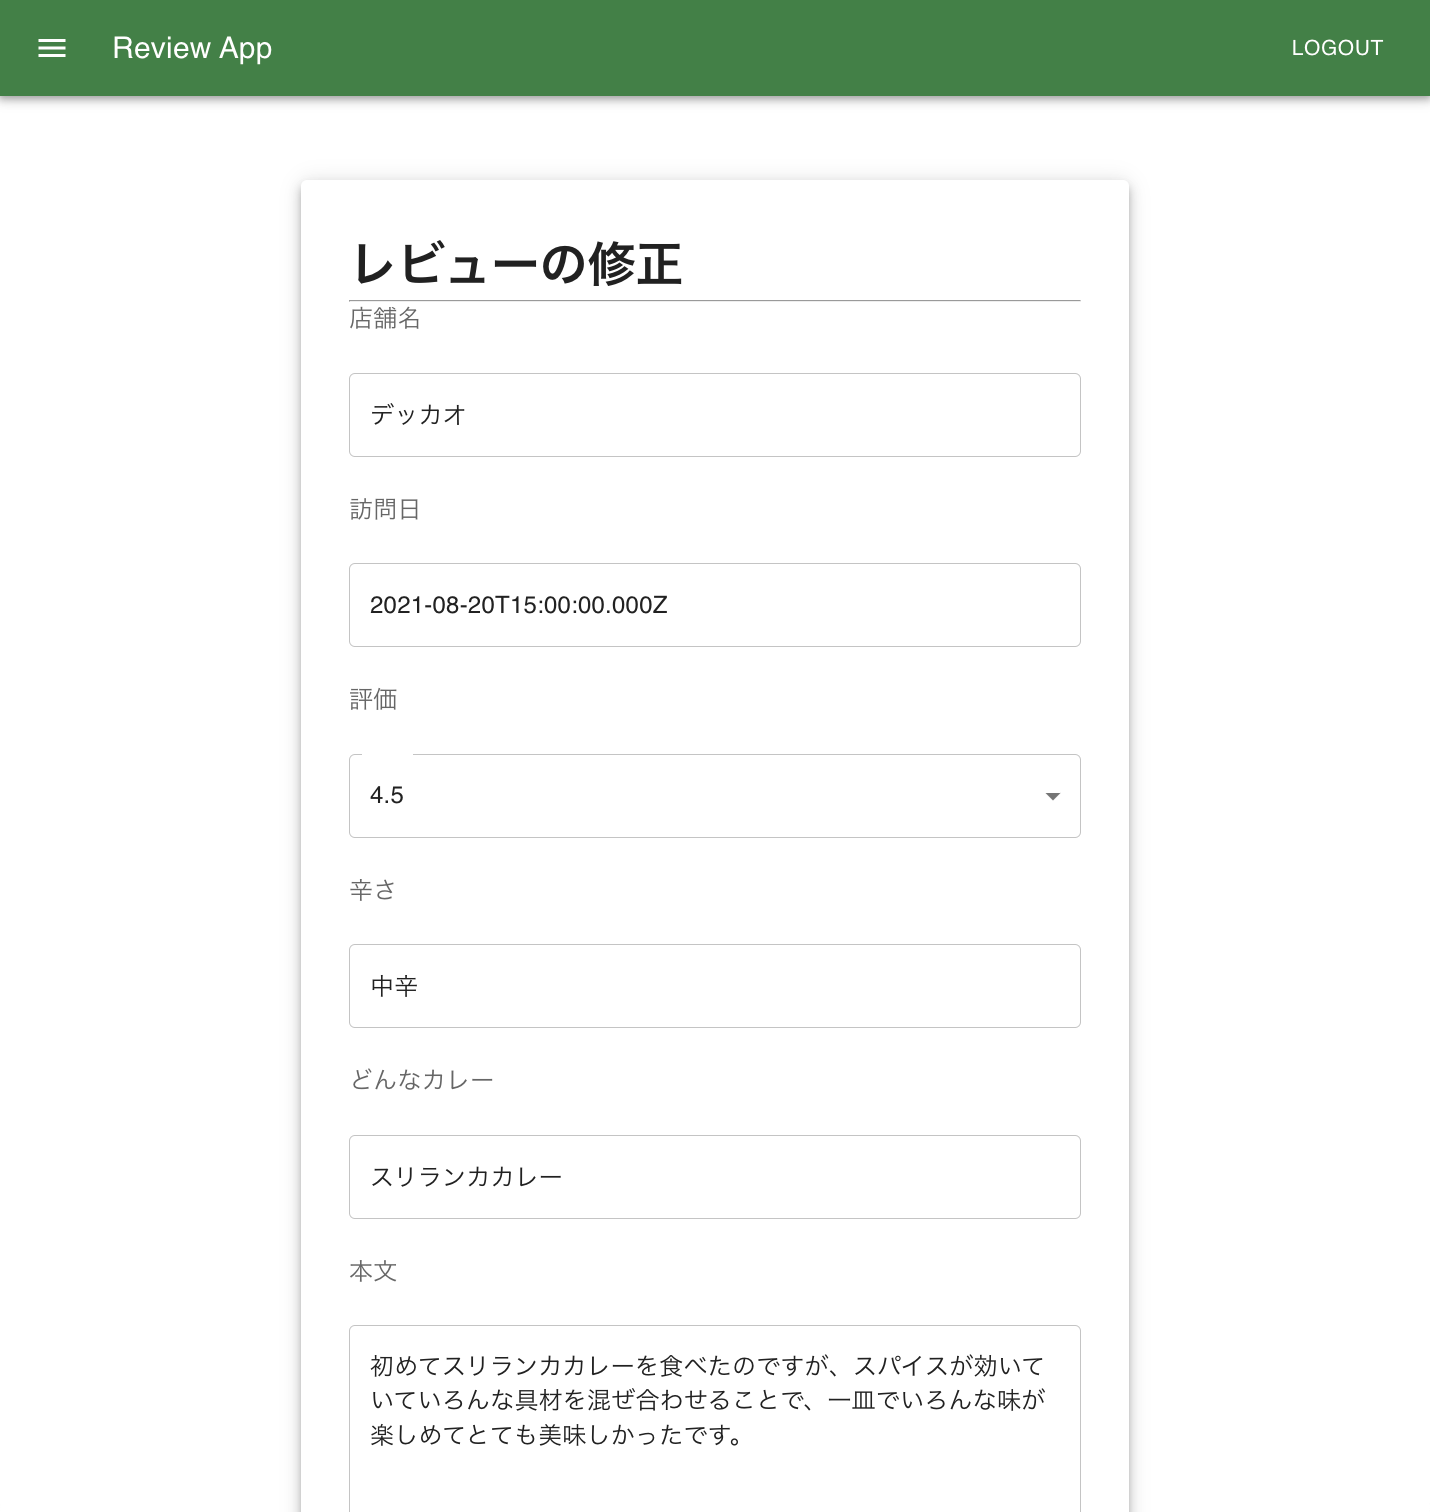 Review App
LOGOUT
レビューの修正
店舗名
デッカオ
訪問日
2021-08-20T15:00:00.000Z
評価
4.5
辛さ
中辛
どんなカレー
スリランカカレー
本文
初めてスリランカカレーを食べたのですが、スパイスが効いて
いていろんな具材を混ぜ合わせることで、一皿でいろんな味が
楽しめてとても美味しかったです。